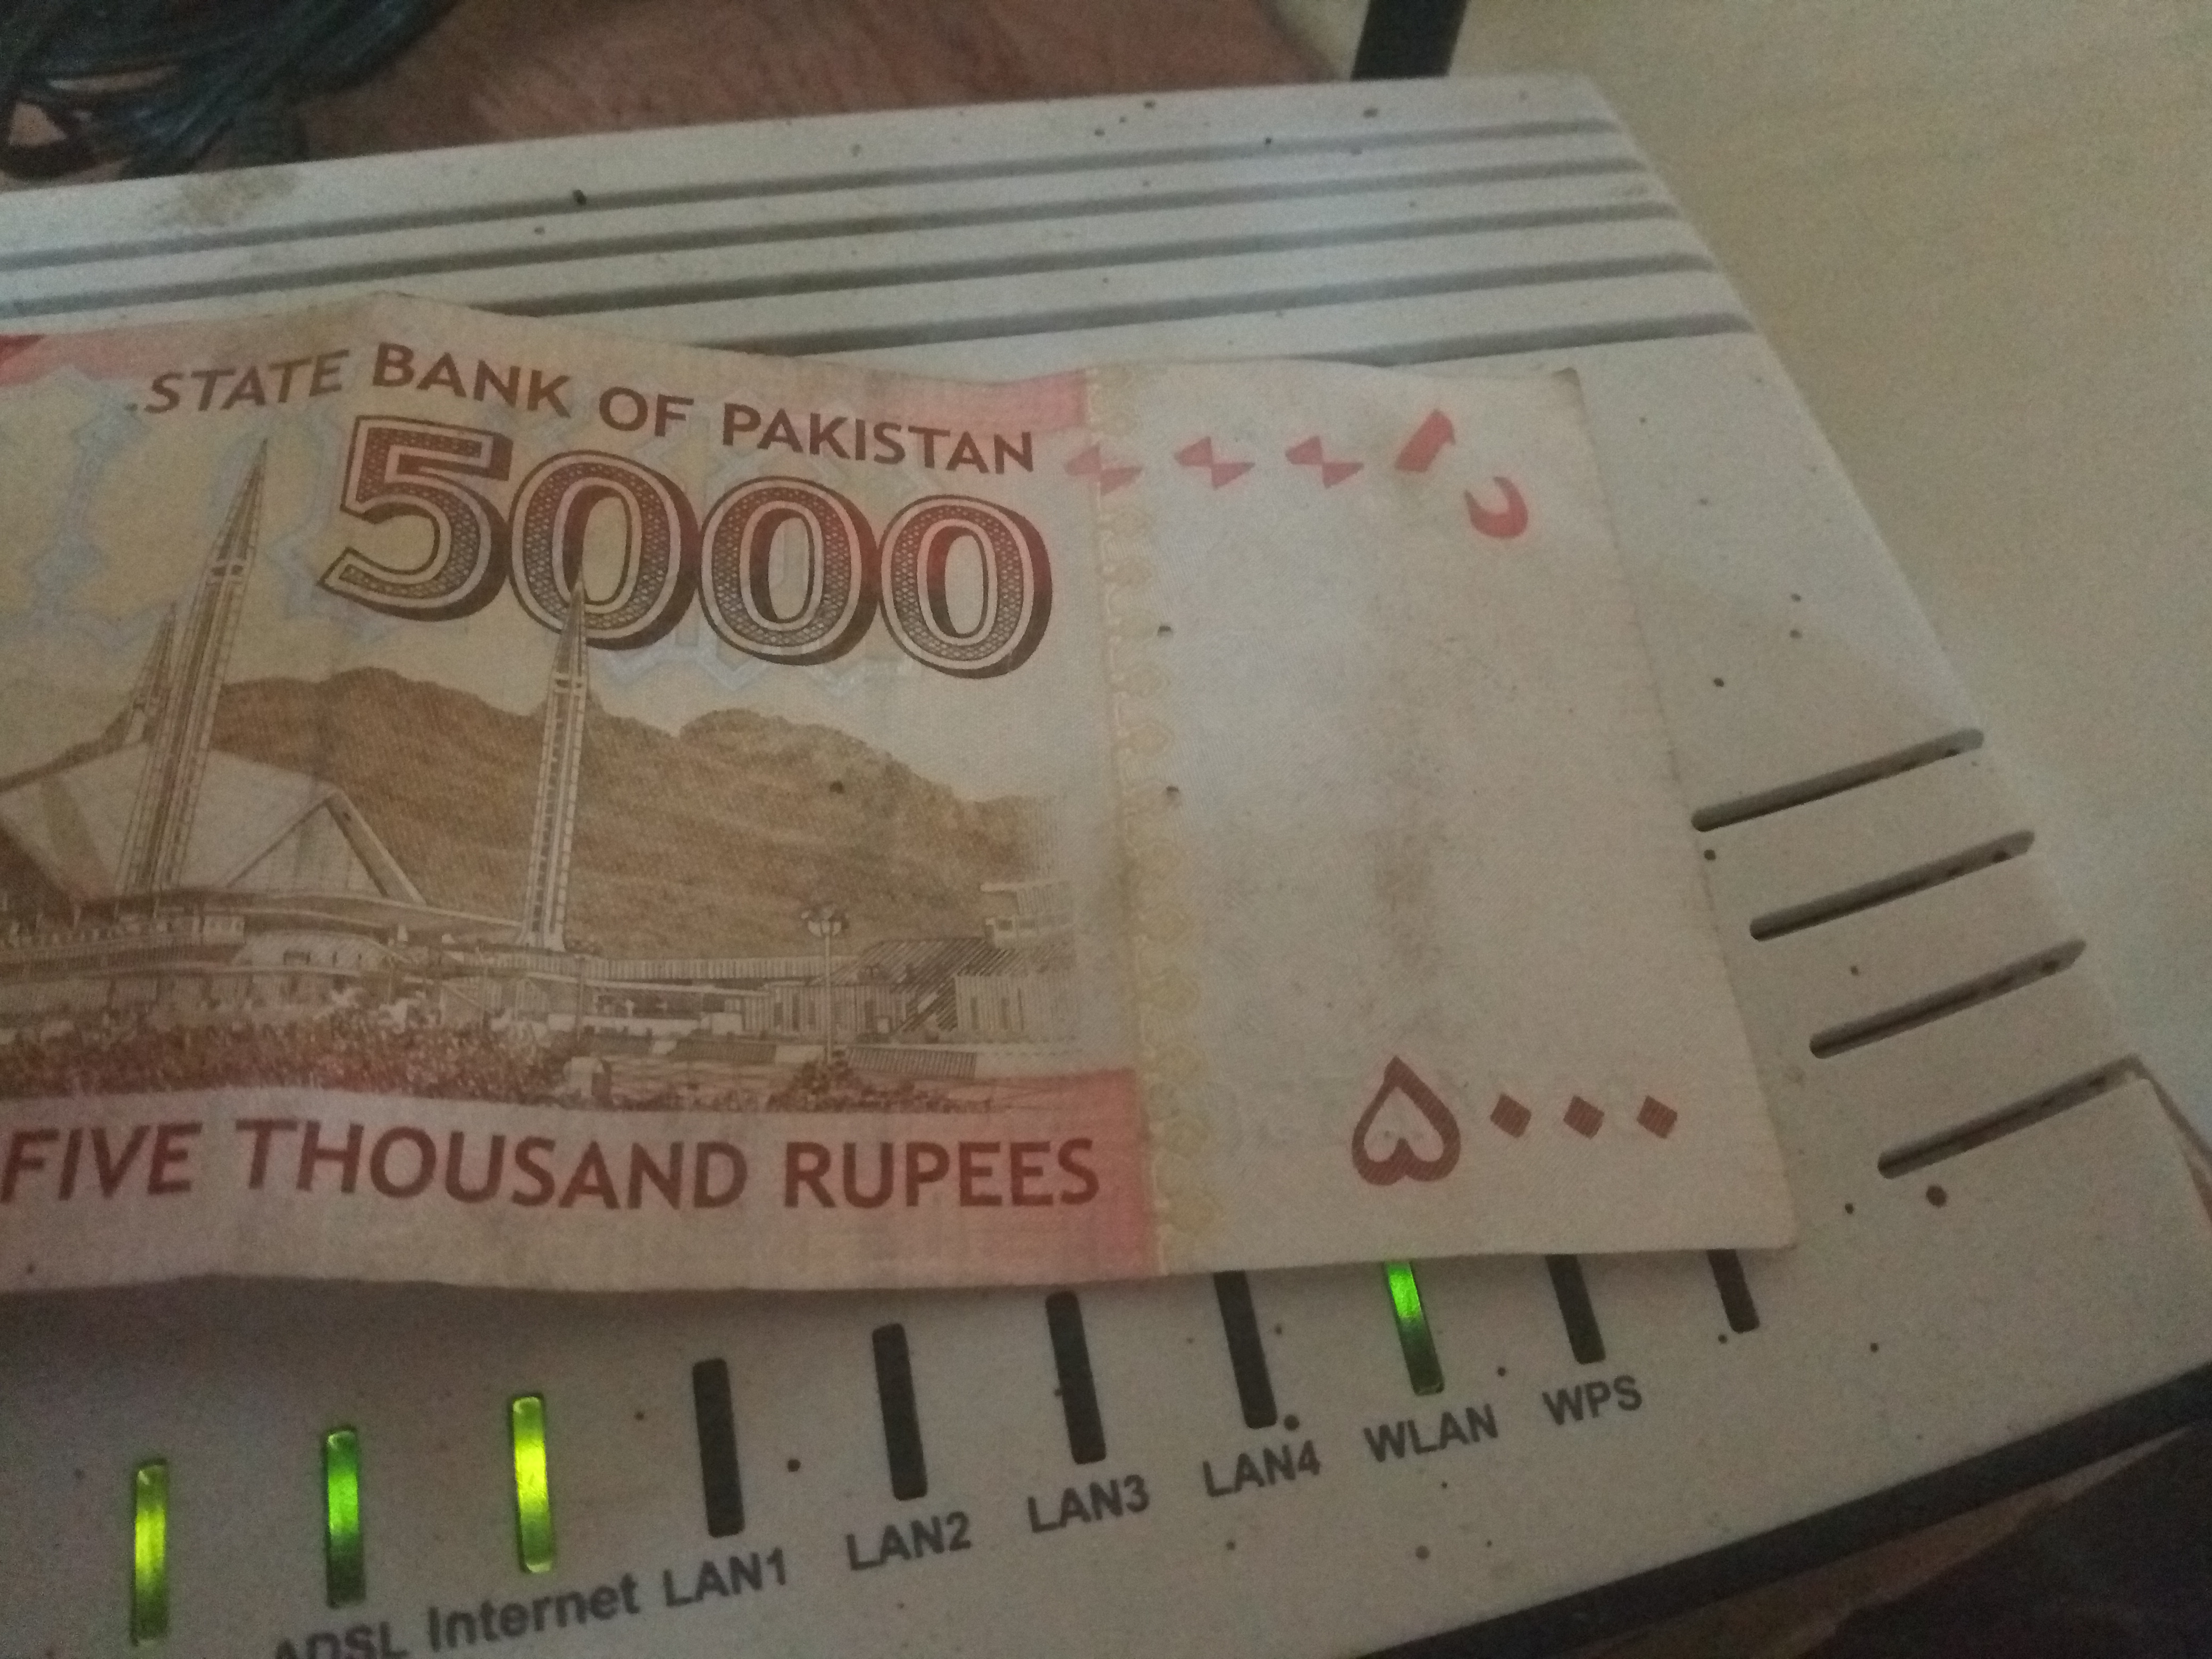 STATE BANK OF PAKISTAN
5000
۵۰۰۰
FIVE THOUSAND RUPEES
ADSL Internet LAN1 LAN2 LAN3 LAN4 WLAN WPS